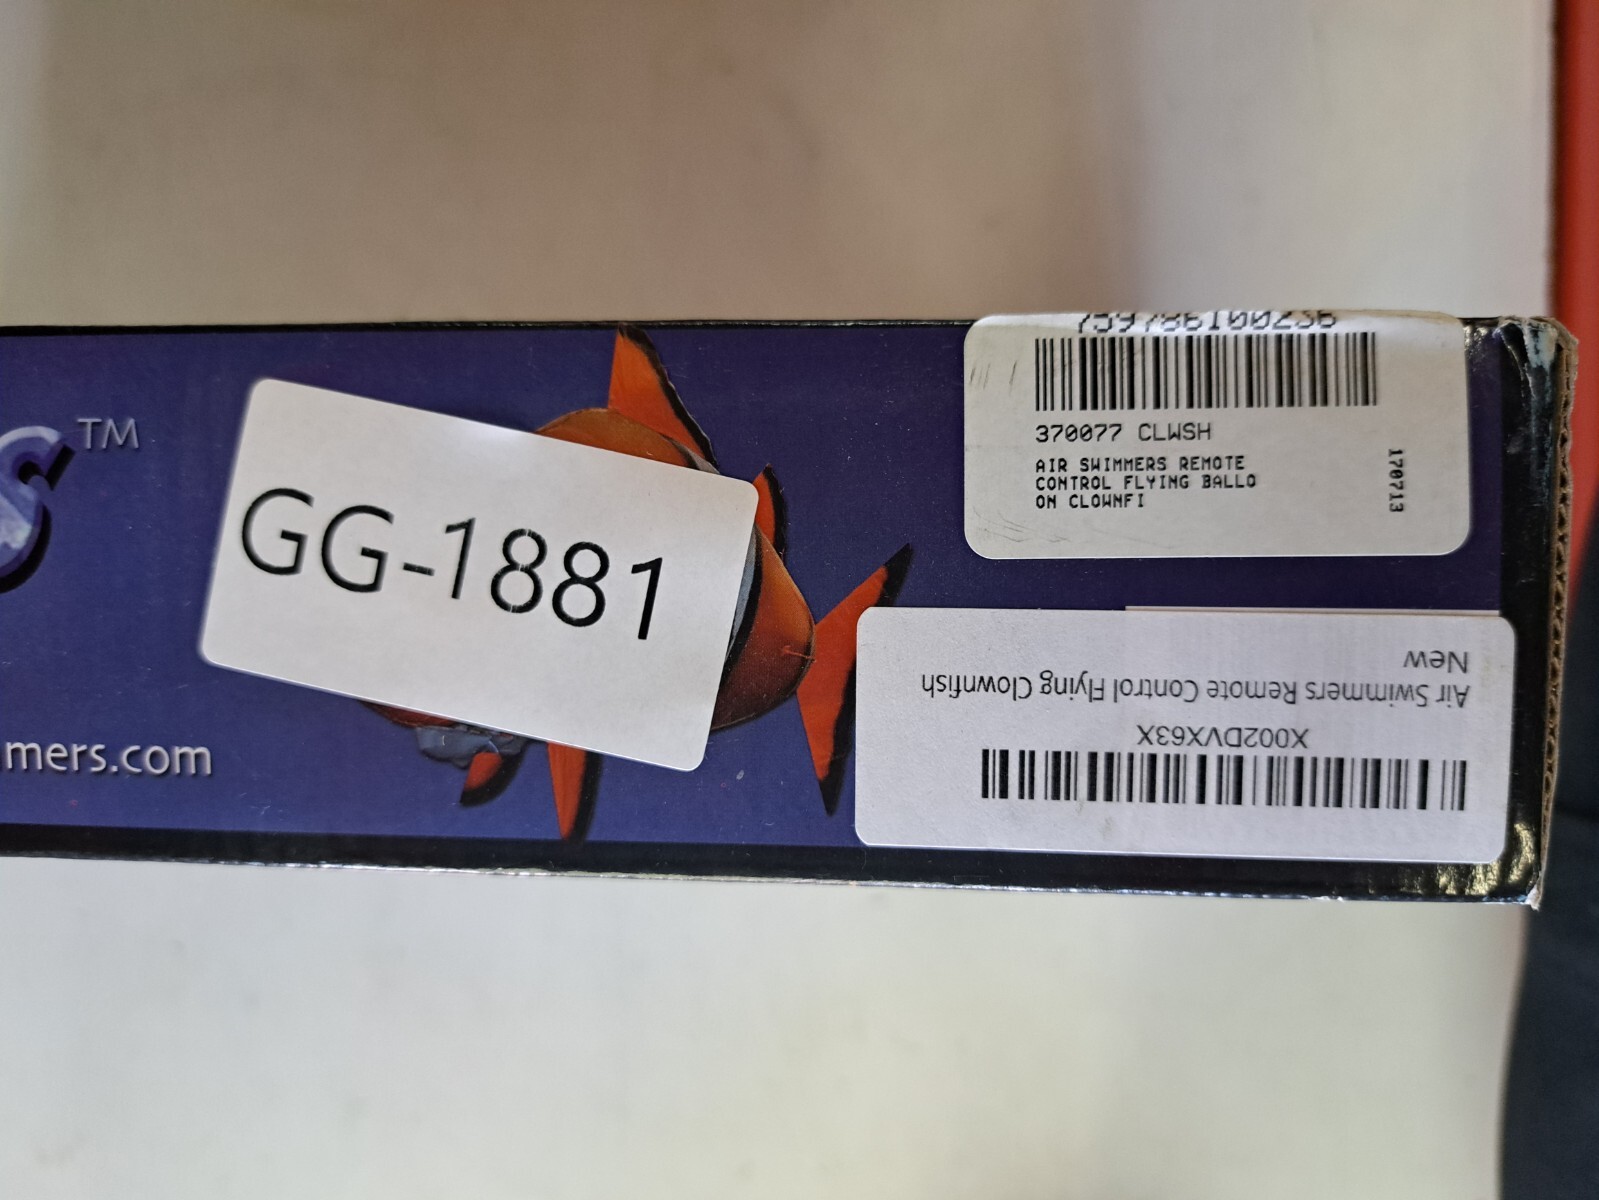 S™
mers.com
GG-1881
370077 CLWSH
AIR SWIMMERS REMOTE
CONTROL FLYING BALLO
ON CLOWNFI
170713
X002DVX63X
Air Swimmers Remote Control Flying Clownfish
New